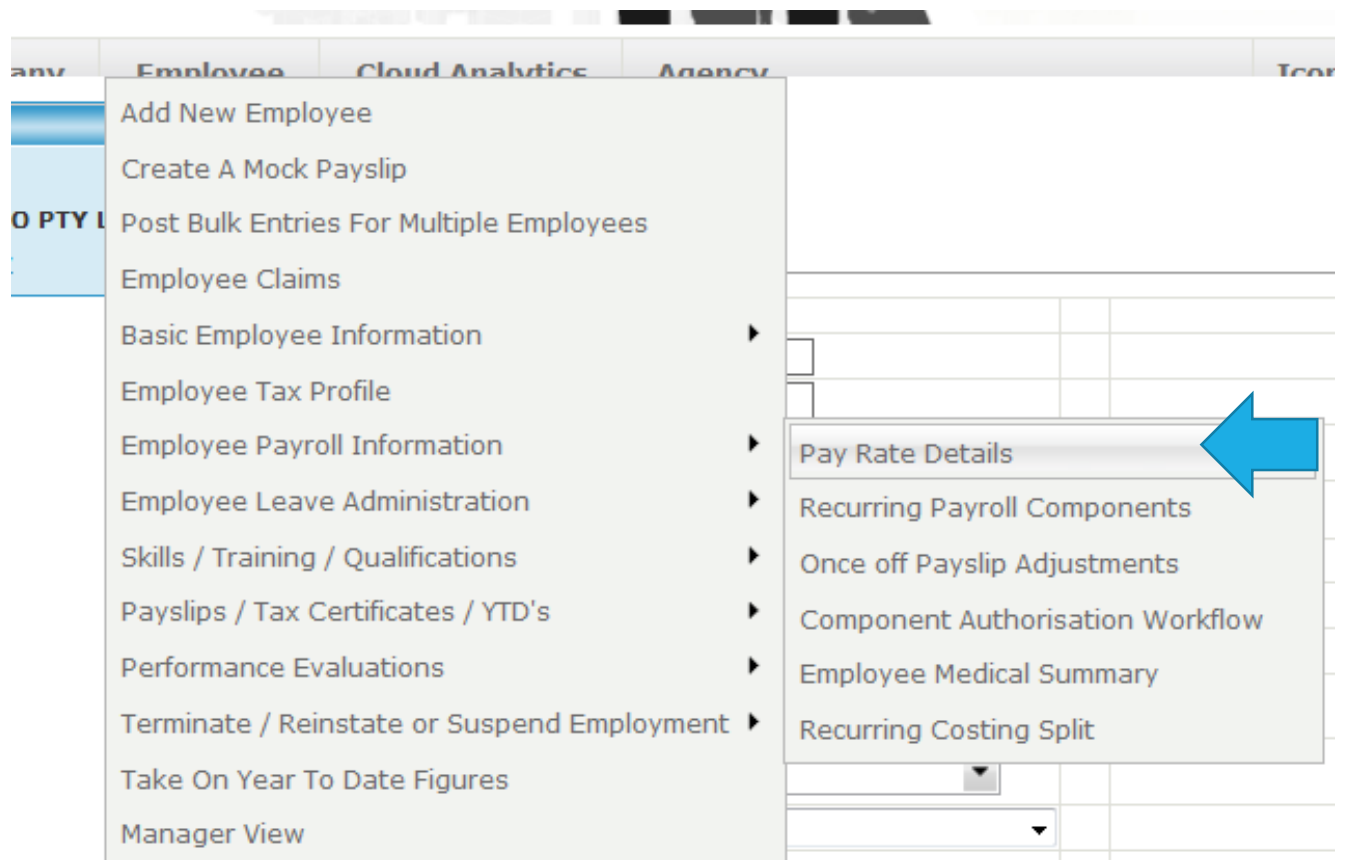 Employee Cloud Analytics Agency
O PTY L
Add New Employee
Create A Mock Payslip
Post Bulk Entries For Multiple Employees
Employee Claims
Basic Employee Information
Employee Tax Profile
Employee Payroll Information
Employee Leave Administration
Skills / Training / Qualifications
Payslips / Tax Certificates / YTD's
Performance Evaluations
Terminate / Reinstate or Suspend Employment
Take On Year To Date Figures
Manager View
Pay Rate Details
Recurring Payroll Components
Once off Payslip Adjustments
Component Authorisation Workflow
Employee Medical Summary
Recurring Costing Split